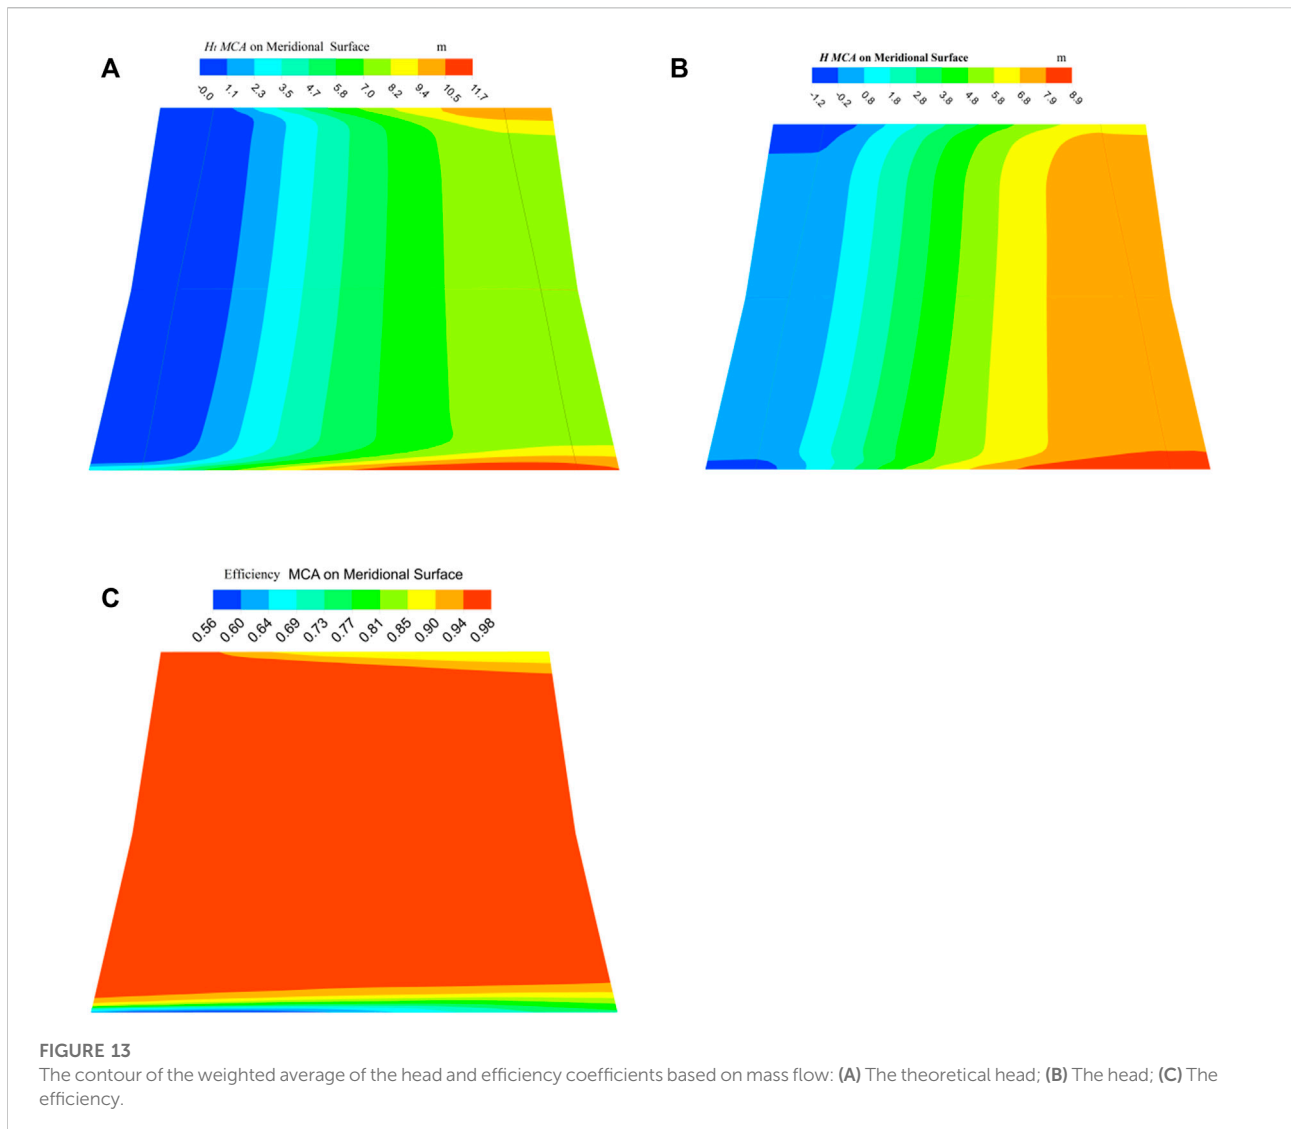 A
Ht MCA on Meridional Surface m
-0.0 1.1 2.3 3.5 4.7 5.8 7.0 8.2 9.4 10.5 11.7
B
H MCA on Meridional Surface m
-1.2 -0.2 0.8 1.8 2.8 3.8 4.8 5.8 6.8 7.9 8.9
C
Efficiency MCA on Meridional Surface
0.56 0.60 0.64 0.69 0.73 0.77 0.81 0.85 0.90 0.94 0.98
FIGURE 13
The contour of the weighted average of the head and efficiency coefficients based on mass flow: (A) The theoretical head; (B) The head; (C) The
efficiency.